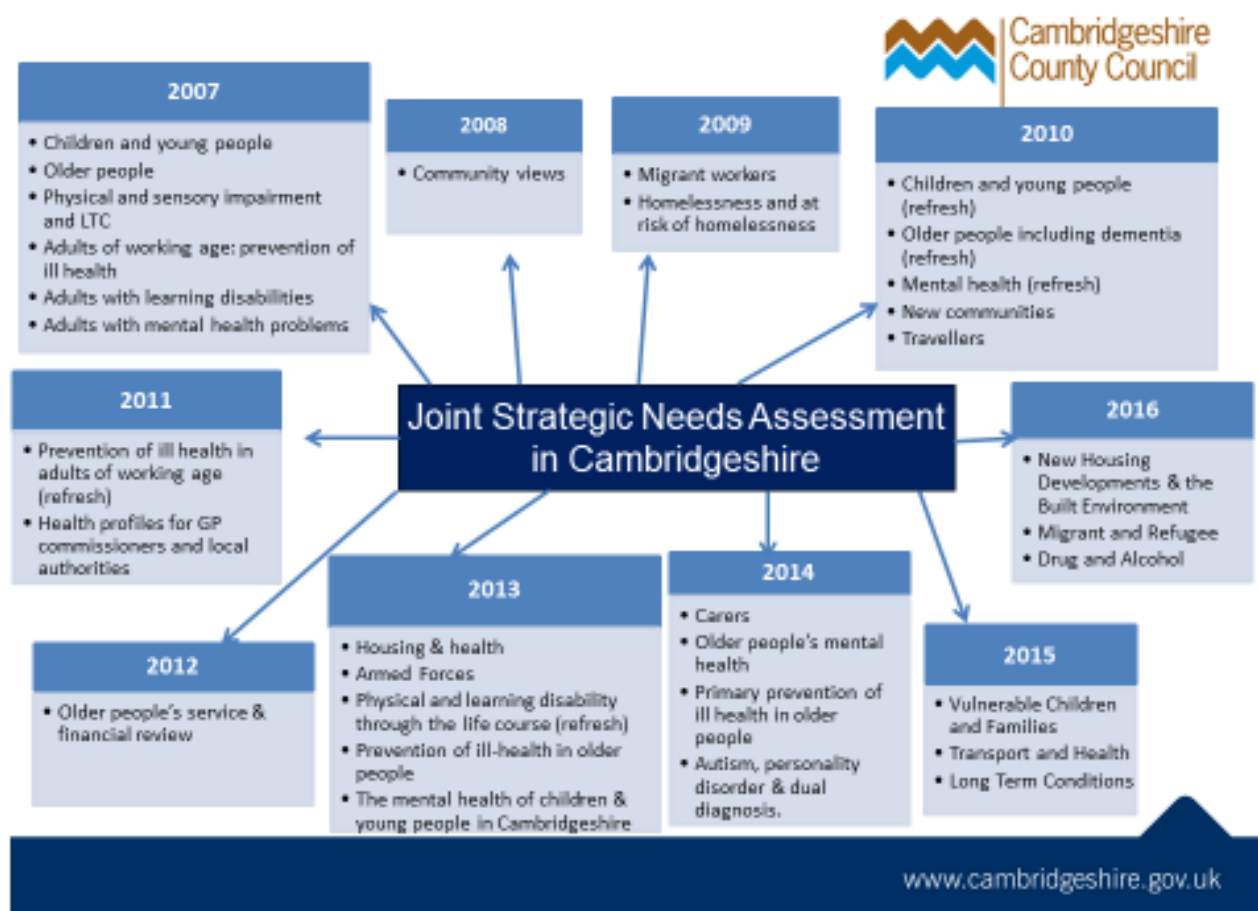 Cambridgeshire
County Council
2007
• Children and young people
• Older people
• Physical and sensory impairment
and LTC
• Adults of working age: prevention of
ill health
• Adults with learning disabilities
• Adults with mental health problems
2008
• Community views
2009
• Migrant workers
• Homelessness and at
risk of homelessness
2010
• Children and young people
(refresh)
• Older people including dementia
(refresh)
• Mental health (refresh)
• New communities
• Travellers
2011
• Prevention of ill health in
adults of working age
(refresh)
• Health profiles for GP
commissioners and local
authorities
Joint Strategic Needs Assessment
in Cambridgeshire
2016
• New Housing
Developments & the
Built Environment
• Migrant and Refugee
• Drug and Alcohol
2012
• Older people's service &
financial review
2013
• Housing & health
• Armed Forces
• Physical and learning disability
through the life course (refresh)
• Prevention of ill-health in older
people
• The mental health of children &
young people in Cambridgeshire
2014
• Carers
• Older people's mental
health
• Primary prevention of
ill health in older
people
• Autism, personality
disorder & dual
diagnosis.
2015
• Vulnerable Children
and Families
• Transport and Health
• Long Term Conditions
www.cambridgeshire.gov.uk